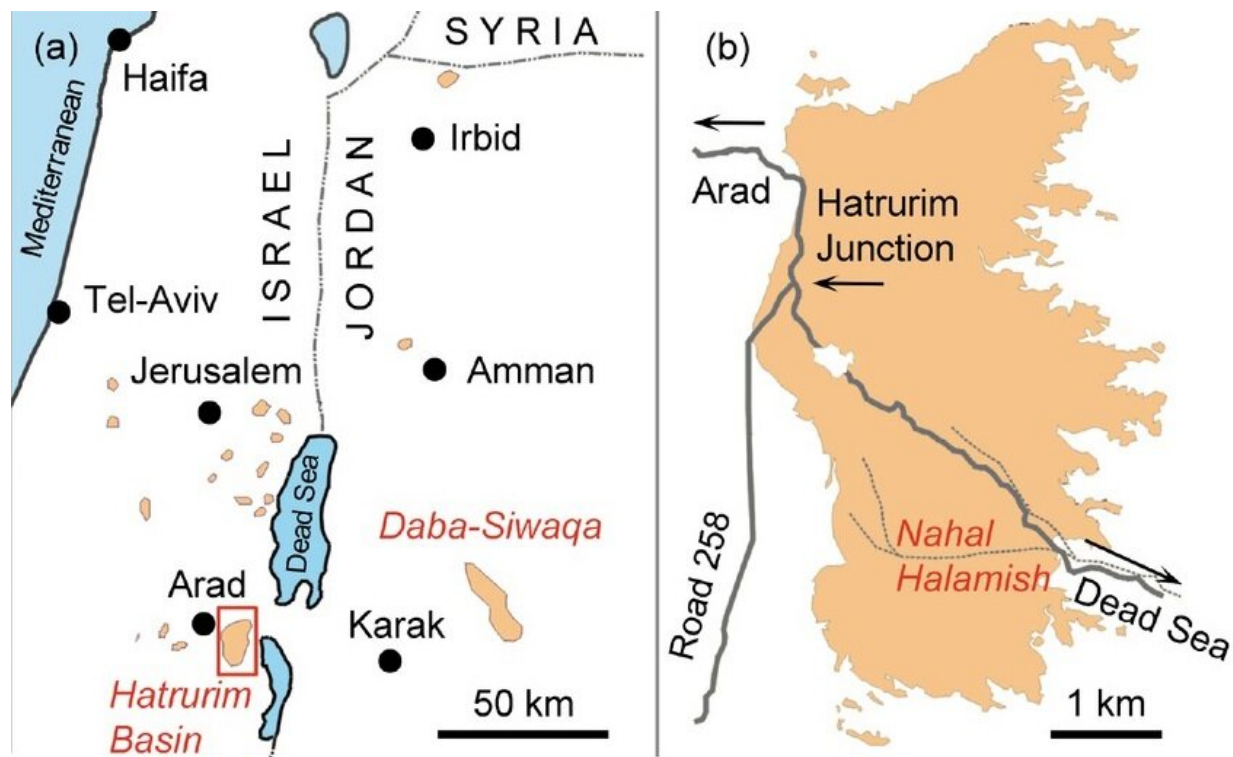 (a)
SYRIA
Haifa
Mediterranean
ISRAEL
JORDAN
Irbid
Tel-Aviv
Jerusalem
Amman
Dead Sea
Daba-Siwaqa
Arad
Karak
Hatrurim
Basin
50 km
(b)
Arad
Hatrurim
Junction
Road 258
Nahal
Halamish
Dead Sea
1 km